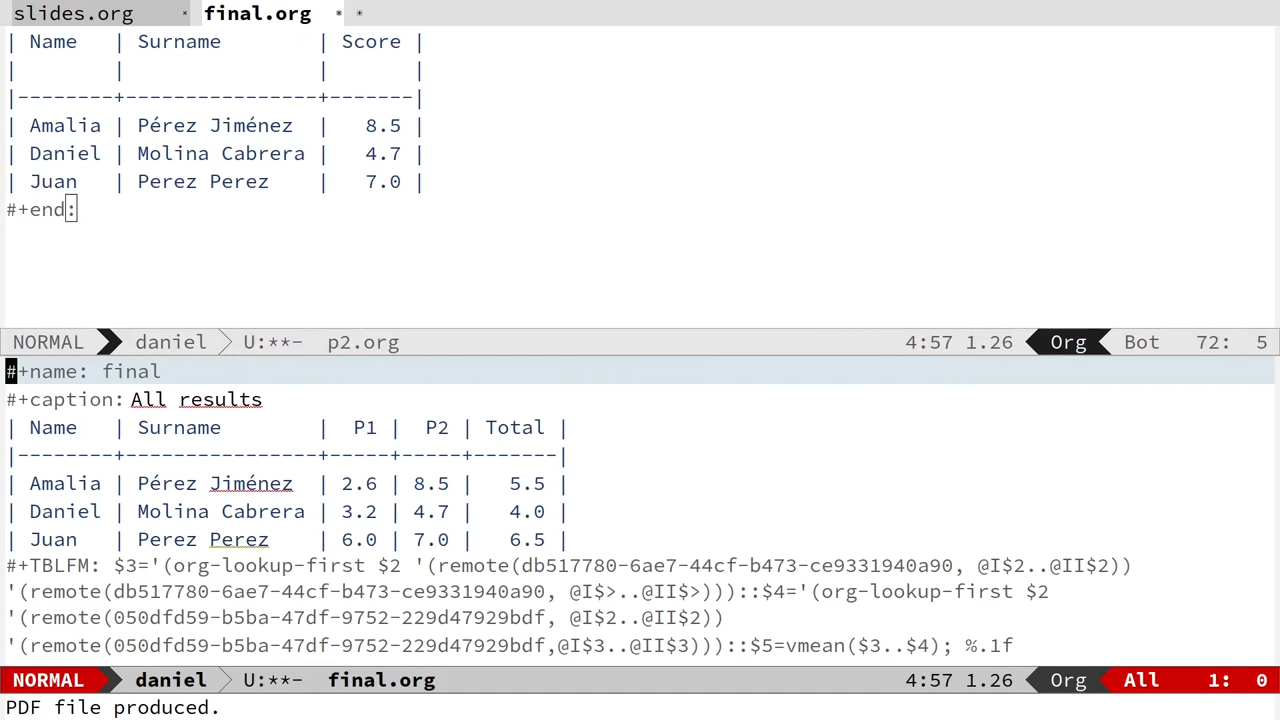 slides.org * final.org * *
| Name   | Surname        | Score |
|        |                |       |
|--------+----------------+-------|
| Amalia | Pérez Jiménez  |   8.5 |
| Daniel | Molina Cabrera |   4.7 |
| Juan   | Perez Perez    |   7.0 |
#+end:
NORMAL daniel U:**- p2.org 4:57 1.26 Org Bot 72: 5
#+name: final
#+caption: All results
| Name   | Surname        |  P1 |  P2 | Total |
|--------+----------------+-----+-----+-------|
| Amalia | Pérez Jiménez  | 2.6 | 8.5 |   5.5 |
| Daniel | Molina Cabrera | 3.2 | 4.7 |   4.0 |
| Juan   | Perez Perez    | 6.0 | 7.0 |   6.5 |
#+TBLFM: $3='(org-lookup-first $2 '(remote(db517780-6ae7-44cf-b473-ce9331940a90, @I$2..@II$2))
'(remote(db517780-6ae7-44cf-b473-ce9331940a90, @I$>..@II$>)))::$4='(org-lookup-first $2
'(remote(050dfd59-b5ba-47df-9752-229d47929bdf, @I$2..@II$2))
'(remote(050dfd59-b5ba-47df-9752-229d47929bdf,@I$3..@II$3)))::$5=vmean($3..$4); %.1f
NORMAL daniel U:**- final.org 4:57 1.26 Org All 1: 0
PDF file produced.